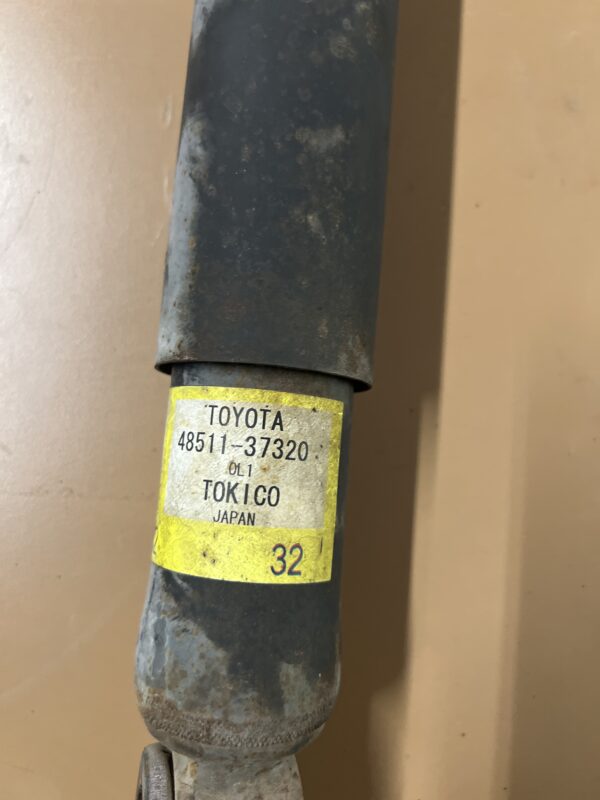 TOYOTA
48511-37320
OL1
TOKICO
JAPAN
32